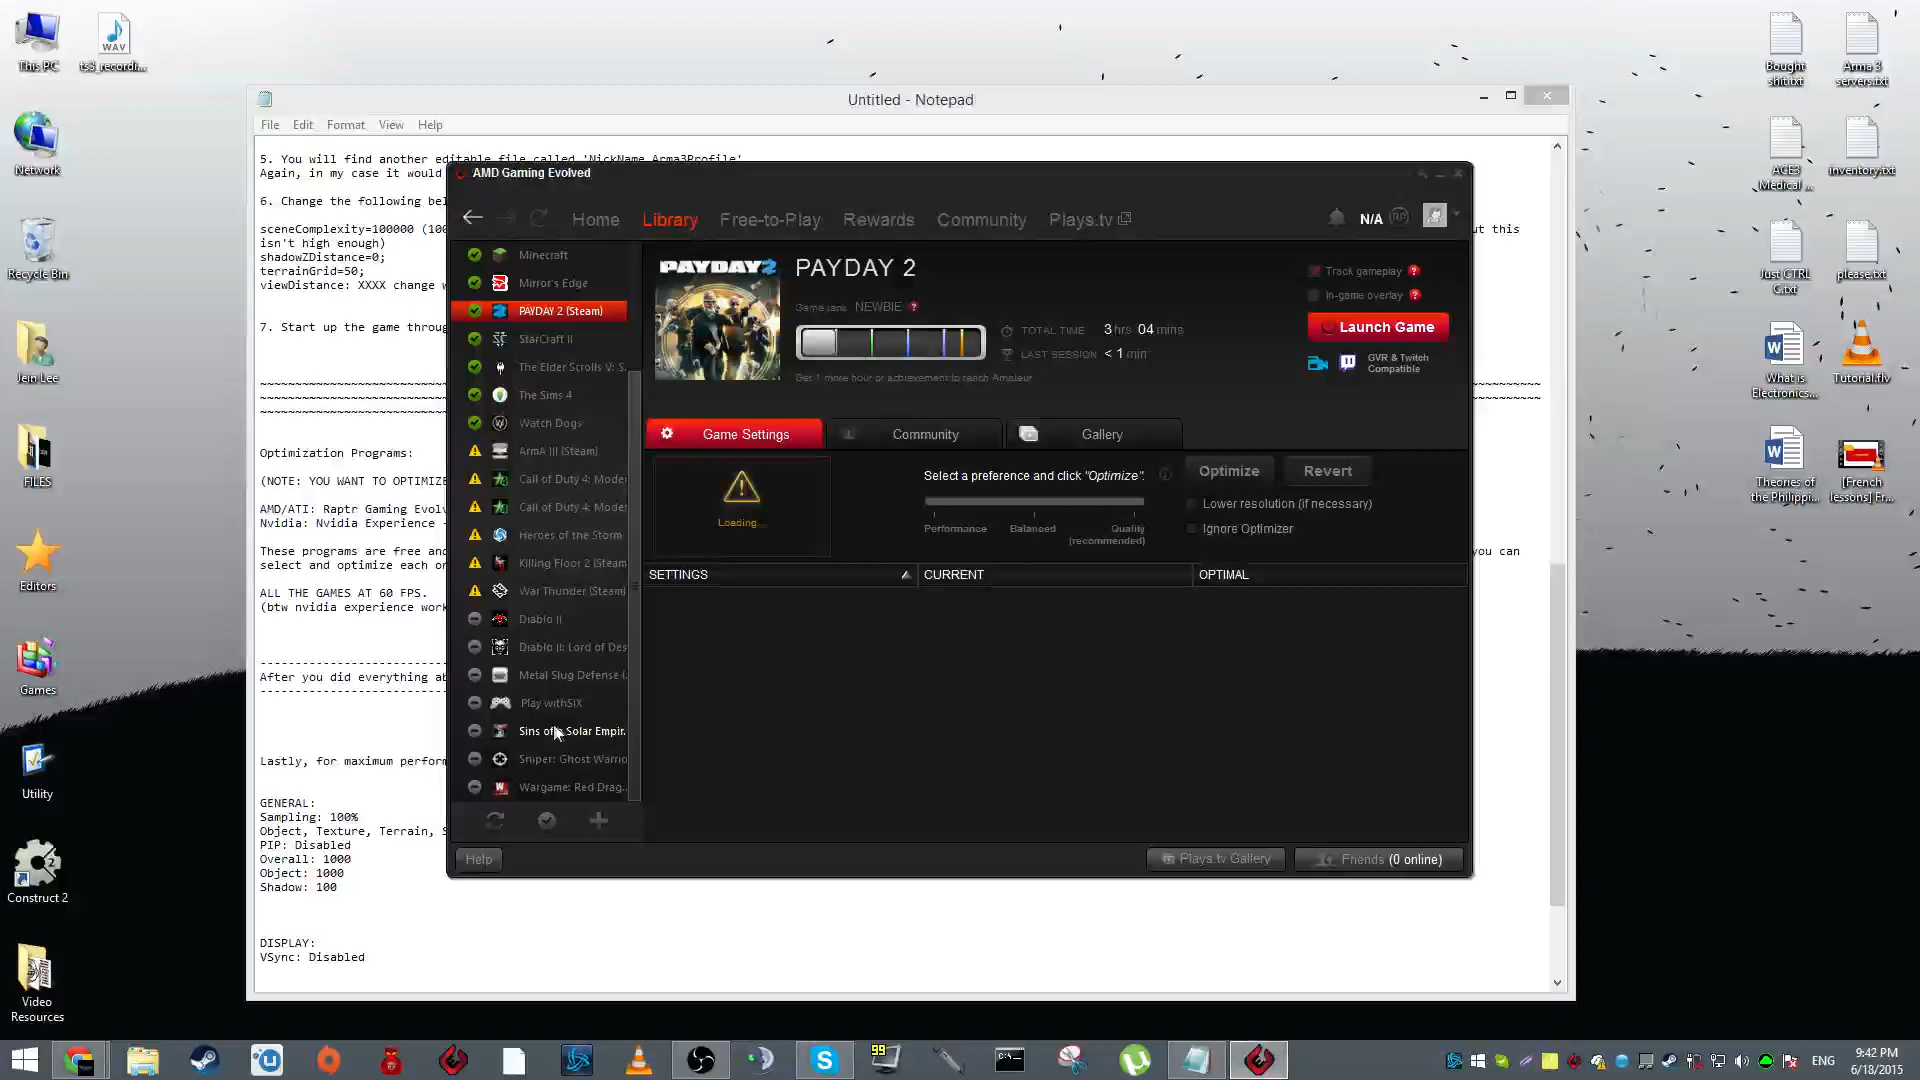 This PC
ts3_recordi...
WAV
Network
Recycle Bin
Jein Lee
FILES
Editors
Games
Utility
Construct 2
Video
Resources
Bought
shit.txt
Arma 3
servers.txt
ACE3
Medical ...
inventory.txt
Just CTRL
C.txt
please.txt
What is
Electronics...
Tutorial.flv
Theories of
the Philippi...
[French
lessons] Fr...
Untitled - Notepad
File Edit Format View Help
5. You will find another editable file called 'NickName.Arma3Profile'
Again, in my case it would
6. Change the following bel
sceneComplexity=100000 (100
ut this
isn't high enough)
shadowZDistance=0;
terrainGrid=50;
viewDistance: XXXX change w
7. Start up the game throug
~~~~~~~~~~~~~~~~~~~~~~~~~~~
~~~~~~~~~~~~~~~~~~~~~~~~~~~
Optimization Programs:
(NOTE: YOU WANT TO OPTIMIZE
AMD/ATI: Raptr Gaming Evolv
Nvidia: Nvidia Experience -
These programs are free and
you can
select and optimize each on
ALL THE GAMES AT 60 FPS.
(btw nvidia experience work
---------------------------
After you did everything ab
---------------------------
Lastly, for maximum perform
GENERAL:
Sampling: 100%
Object, Texture, Terrain, S
PIP: Disabled
Overall: 1000
Object: 1000
Shadow: 100
DISPLAY:
VSync: Disabled
AMD Gaming Evolved
Home Library Free-to-Play Rewards Community Plays.tv
N/A RP
Minecraft
Mirror's Edge
PAYDAY 2 (Steam)
StarCraft II
The Elder Scrolls V: S.
The Sims 4
Watch Dogs
ArmA III (Steam)
Call of Duty 4: Moder
Call of Duty 4: Moder
Heroes of the Storm
Killing Floor 2 (Steam
War Thunder (Steam)
Diablo II
Diablo II: Lord of Des
Metal Slug Defense (.
Play withSIX
Sins of Solar Empir.
Sniper: Ghost Warrio
Wargame: Red Drag..
PAYDAY 2
PAYDAY 2
Game rank NEWBIE ?
TOTAL TIME 3 hrs 04 mins
LAST SESSION < 1 min
Get 1 more hour or achievement to reach Amateur
Track gameplay ?
In-game overlay ?
Launch Game
GVR & Twitch
Compatible
Game Settings Community Gallery
Loading...
Select a preference and click "Optimize".
Performance Balanced Quality
(recommended)
Optimize Revert
Lower resolution (if necessary)
Ignore Optimizer
SETTINGS CURRENT OPTIMAL
Help
Plays.tv Gallery
Friends (0 online)
99
ENG
9:42 PM
6/18/2015